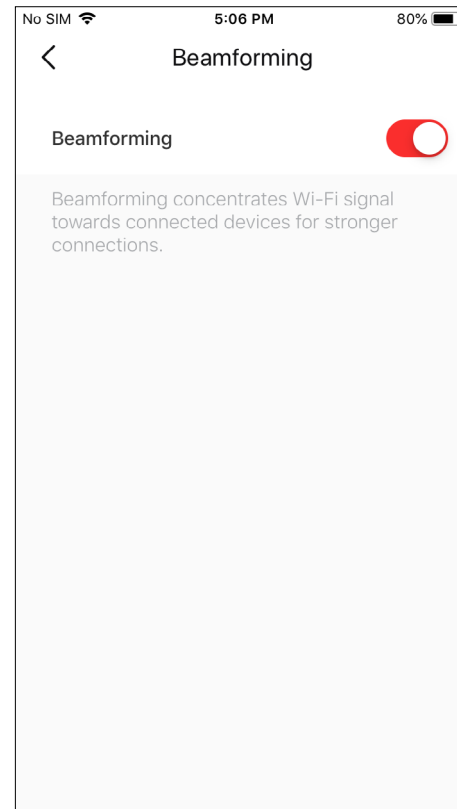 No SIM 5:06 PM 80%
Beamforming
Beamforming
Beamforming concentrates Wi-Fi signal
towards connected devices for stronger
connections.